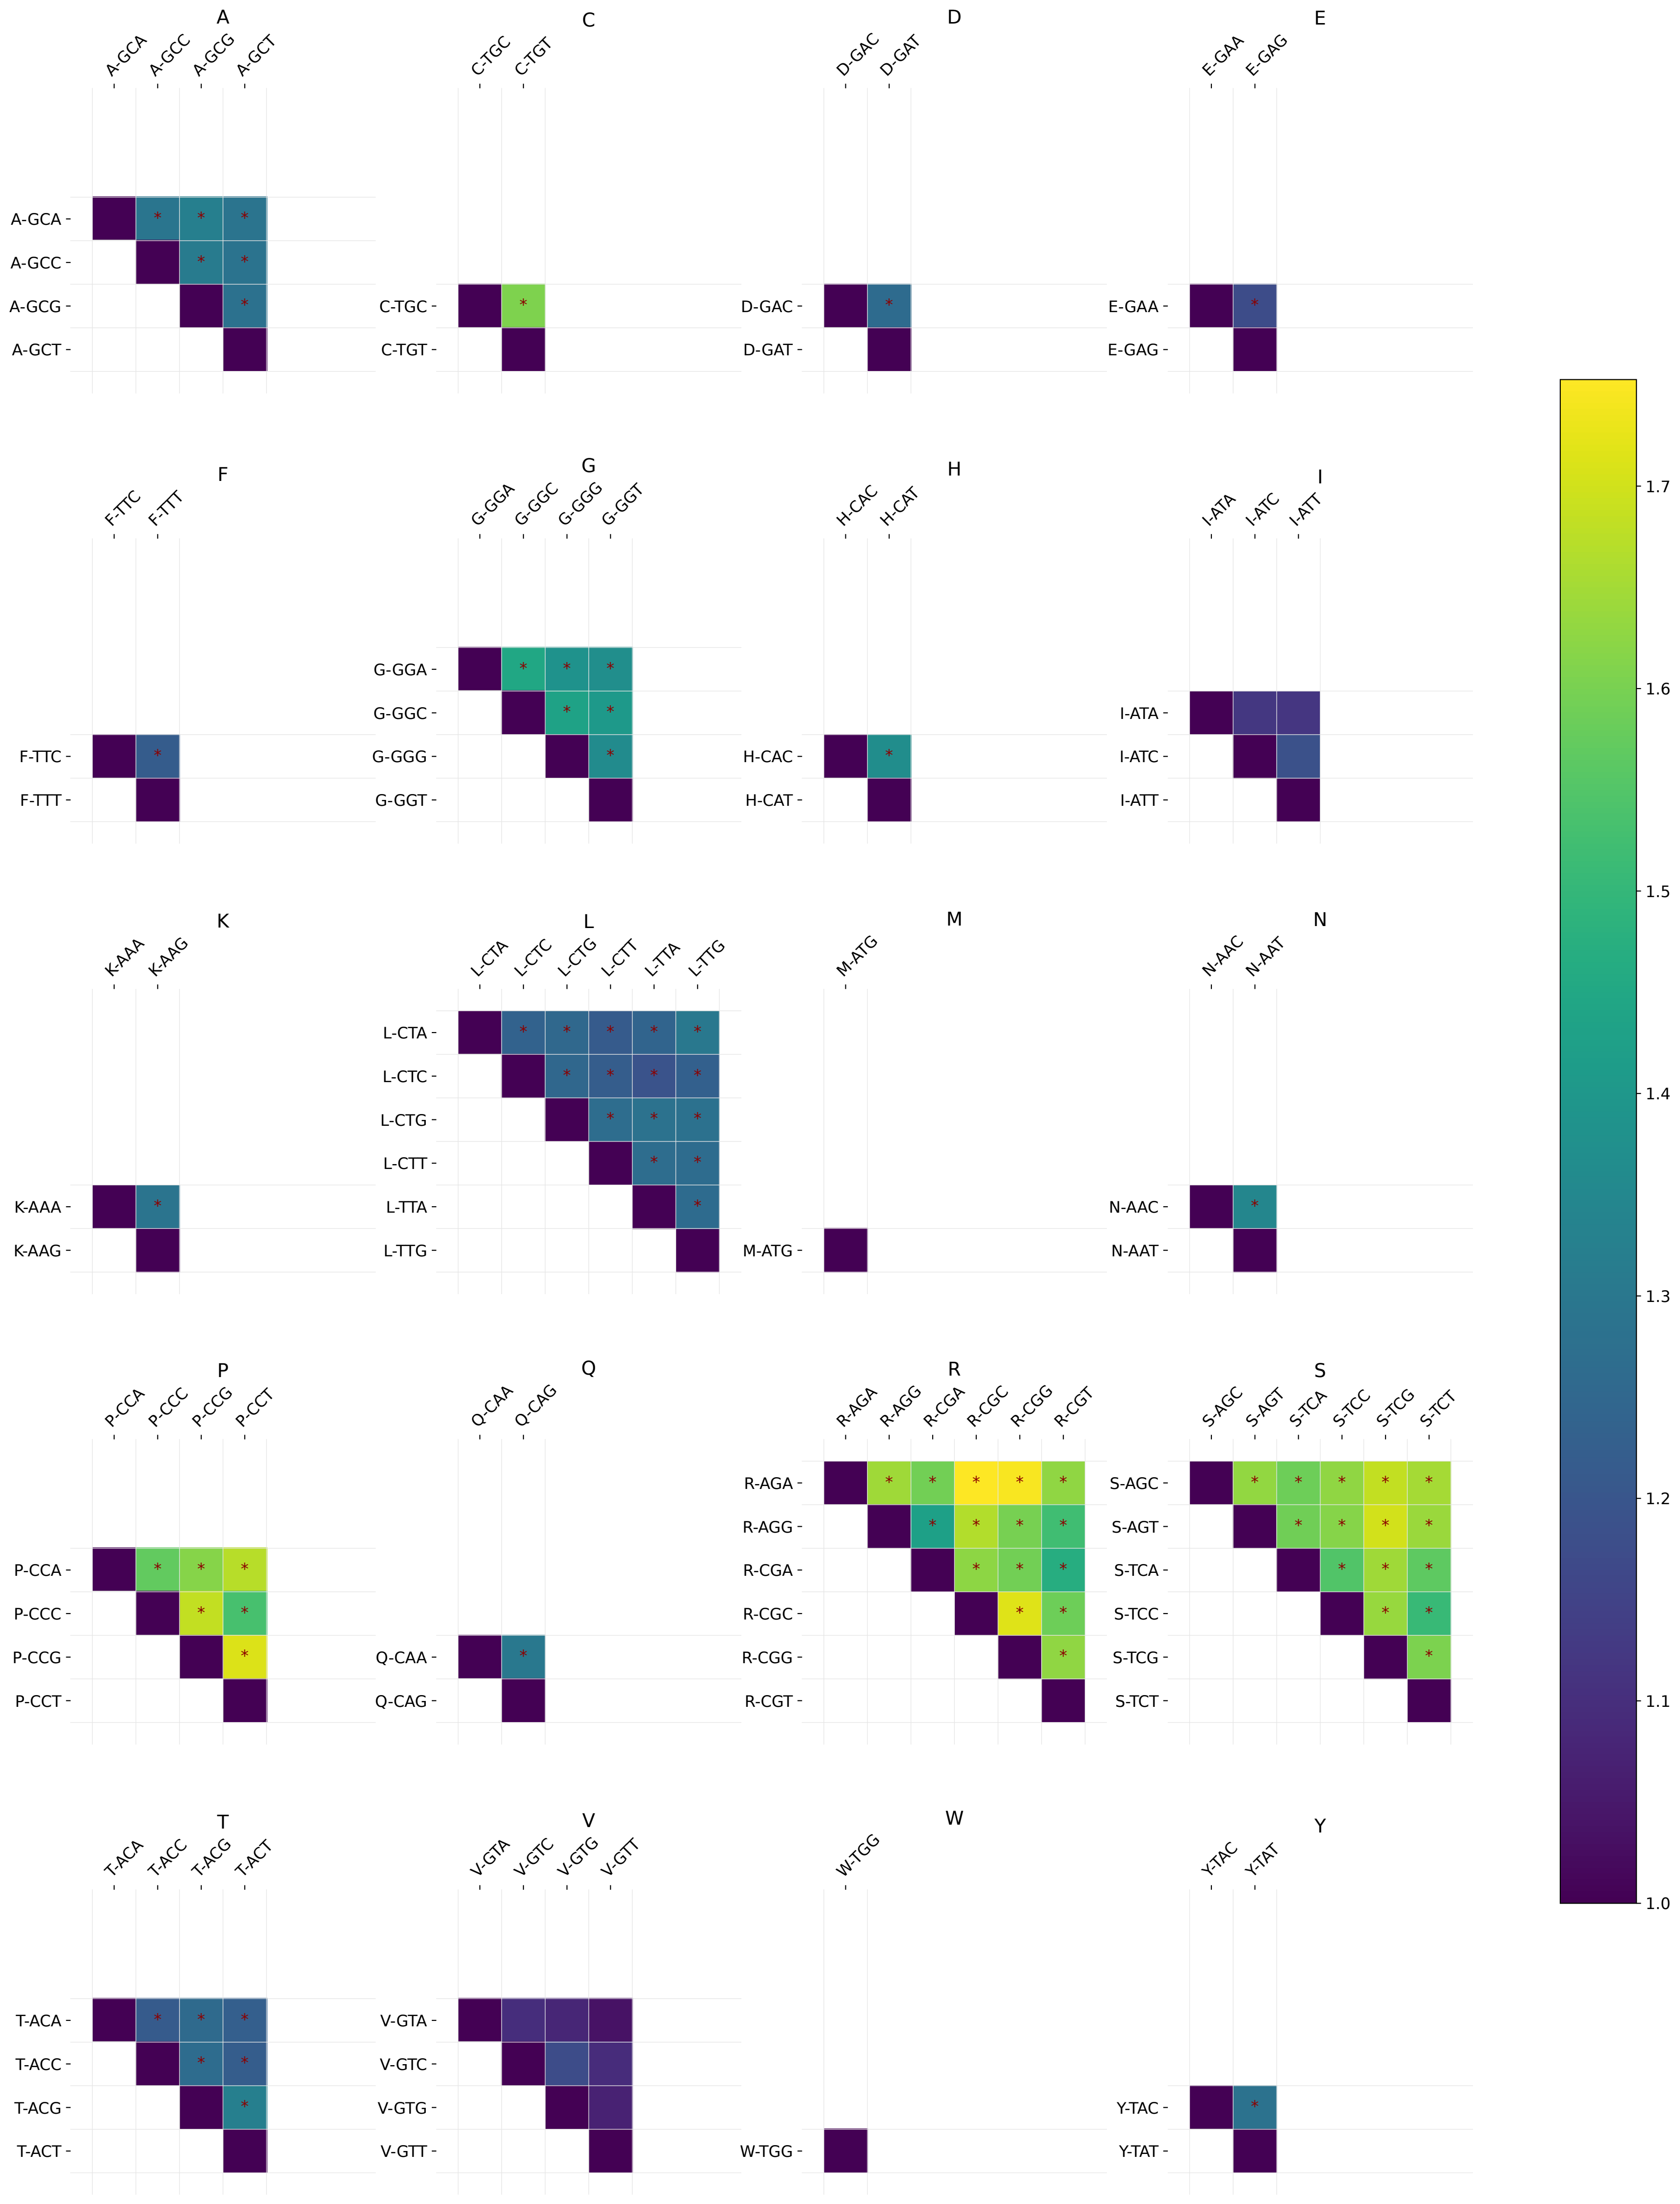 A C D E
A-GCA A-GCC A-GCG A-GCT C-TGC C-TGT D-GAC D-GAT E-GAA E-GAG
A-GCA * * *
A-GCC * *
A-GCG * C-TGC * D-GAC * E-GAA *
A-GCT C-TGT D-GAT E-GAG
F G H I
F-TTC F-TTT G-GGA G-GGC G-GGG G-GGT H-CAC H-CAT I-ATA I-ATC I-ATT
G-GGA * * *
G-GGC * * I-ATA
F-TTC * G-GGG * H-CAC * I-ATC
F-TTT G-GGT H-CAT I-ATT
K L M N
K-AAA K-AAG L-CTA L-CTC L-CTG L-CTT L-TTA L-TTG M-ATG N-AAC N-AAT
L-CTA * * * * *
L-CTC * * * *
L-CTG * * *
L-CTT * *
K-AAA * L-TTA * N-AAC *
K-AAG L-TTG M-ATG N-AAT
P Q R S
P-CCA P-CCC P-CCG P-CCT Q-CAA Q-CAG R-AGA R-AGG R-CGA R-CGC R-CGG R-CGT S-AGC S-AGT S-TCA S-TCC S-TCG S-TCT
R-AGA * * * * * S-AGC * * * * *
R-AGG * * * * S-AGT * * * *
P-CCA * * * R-CGA * * * S-TCA * * *
P-CCC * * R-CGC * * S-TCC * *
P-CCG * Q-CAA * R-CGG * S-TCG *
P-CCT Q-CAG R-CGT S-TCT
T V W Y
T-ACA T-ACC T-ACG T-ACT V-GTA V-GTC V-GTG V-GTT W-TGG Y-TAC Y-TAT
T-ACA * * * V-GTA
T-ACC * * V-GTC
T-ACG * V-GTG Y-TAC *
T-ACT V-GTT W-TGG Y-TAT
1.7
1.6
1.5
1.4
1.3
1.2
1.1
1.0